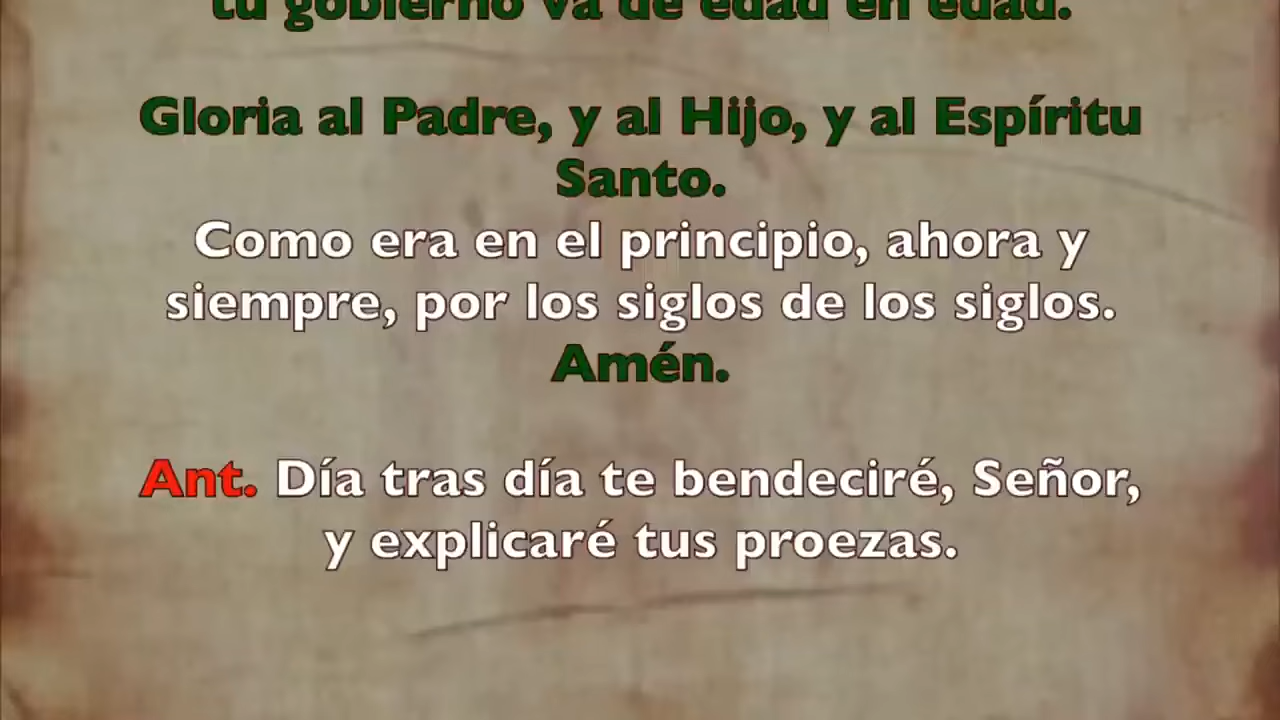 tu gobierno va de edad en edad.
Gloria al Padre, y al Hijo, y al Espíritu
Santo.
Como era en el principio, ahora y
siempre, por los siglos de los siglos.
Amén.
Ant. Día tras día te bendeciré, Señor,
y explicaré tus proezas.